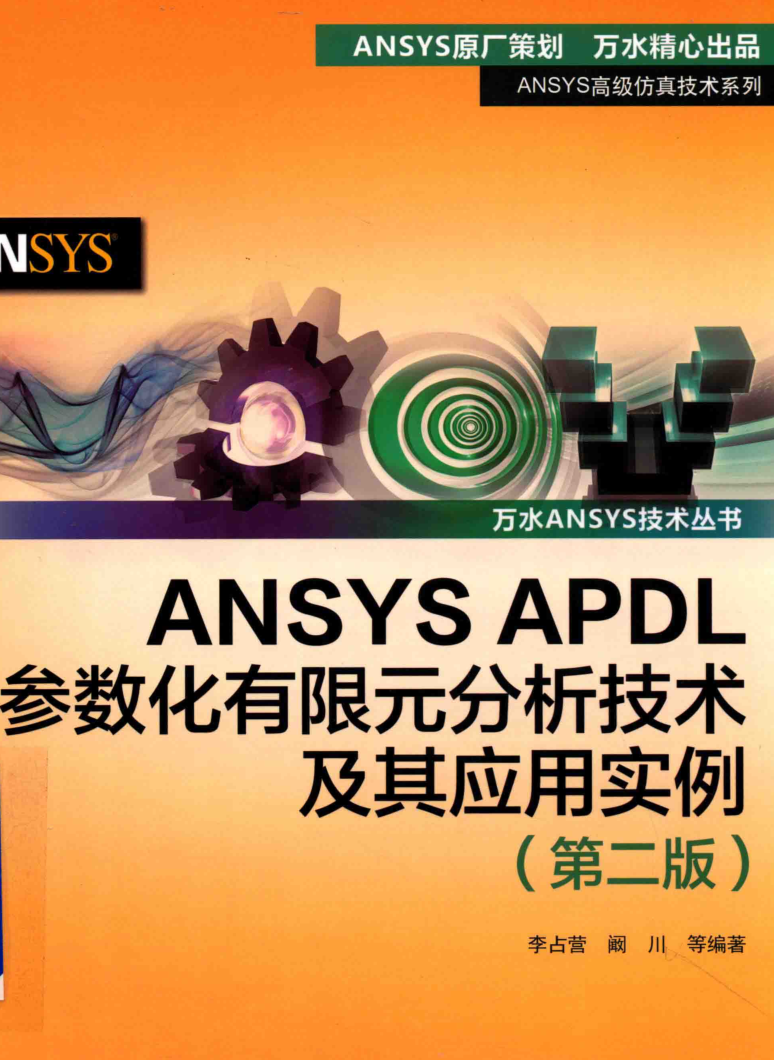 ANSYS原厂策划 万水精心出品
ANSYS高级仿真技术系列
NSYS®
万水ANSYS技术丛书
ANSYS APDL
参数化有限元分析技术
及其应用实例
（第二版）
李占营 阚 川 等编著